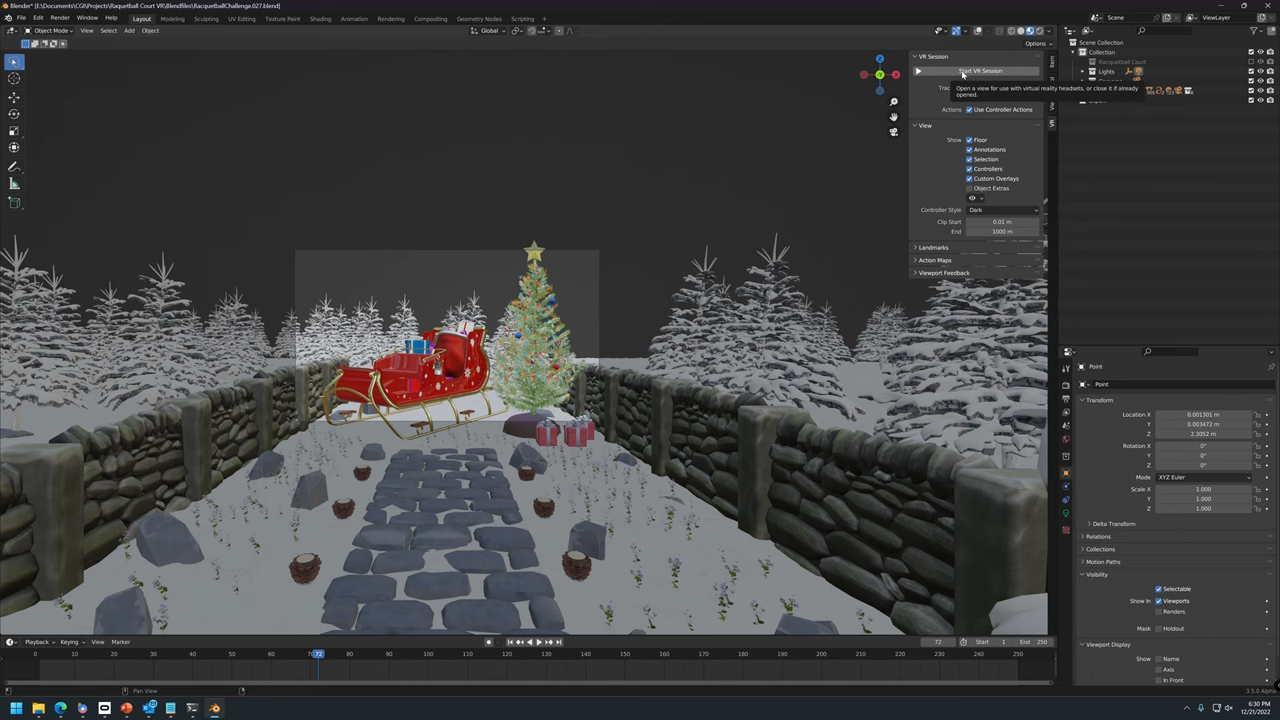 Blender* [E:\Documents\CGI\Projects\Racquetball Court VR\Blendfiles\RacquetballChallenge.027.blend]
File Edit Render Window Help Layout Modeling Sculpting UV Editing Texture Paint Shading Animation Rendering Compositing Geometry Nodes Scripting + Scene ViewLayer
Object Mode View Select Add Object Global
Options
Scene Collection
Collection
Racquetball Court
Lights
VR Session
Start VR Session
Open a view for use with virtual reality headsets, or close it if already
opened.
Actions Use Controller Actions
View
Show Floor
Annotations
Selection
Controllers
Custom Overlays
Object Extras
Controller Style Dark
Clip Start 0.01 m
End 1000 m
Landmarks
Action Maps
Viewport Feedback
Item
VR
Z
Y
X
Point
Point
Transform
Location X 0.001301 m
Y 0.003472 m
Z 2.3052 m
Rotation X 0°
Y 0°
Z 0°
Mode XYZ Euler
Scale X 1.000
Y 1.000
Z 1.000
Delta Transform
Relations
Collections
Motion Paths
Visibility
Selectable
Show In Viewports
Renders
Mask Holdout
Viewport Display
Show Name
Axis
In Front
Playback Keying View Marker 72 Start 1 End 250
0 10 20 30 40 50 60 72 80 90 100 110 120 130 140 150 160 170 180 190 200 210 220 230 240 250
Pan View
3.5.0 Alpha
6:30 PM
12/21/2022